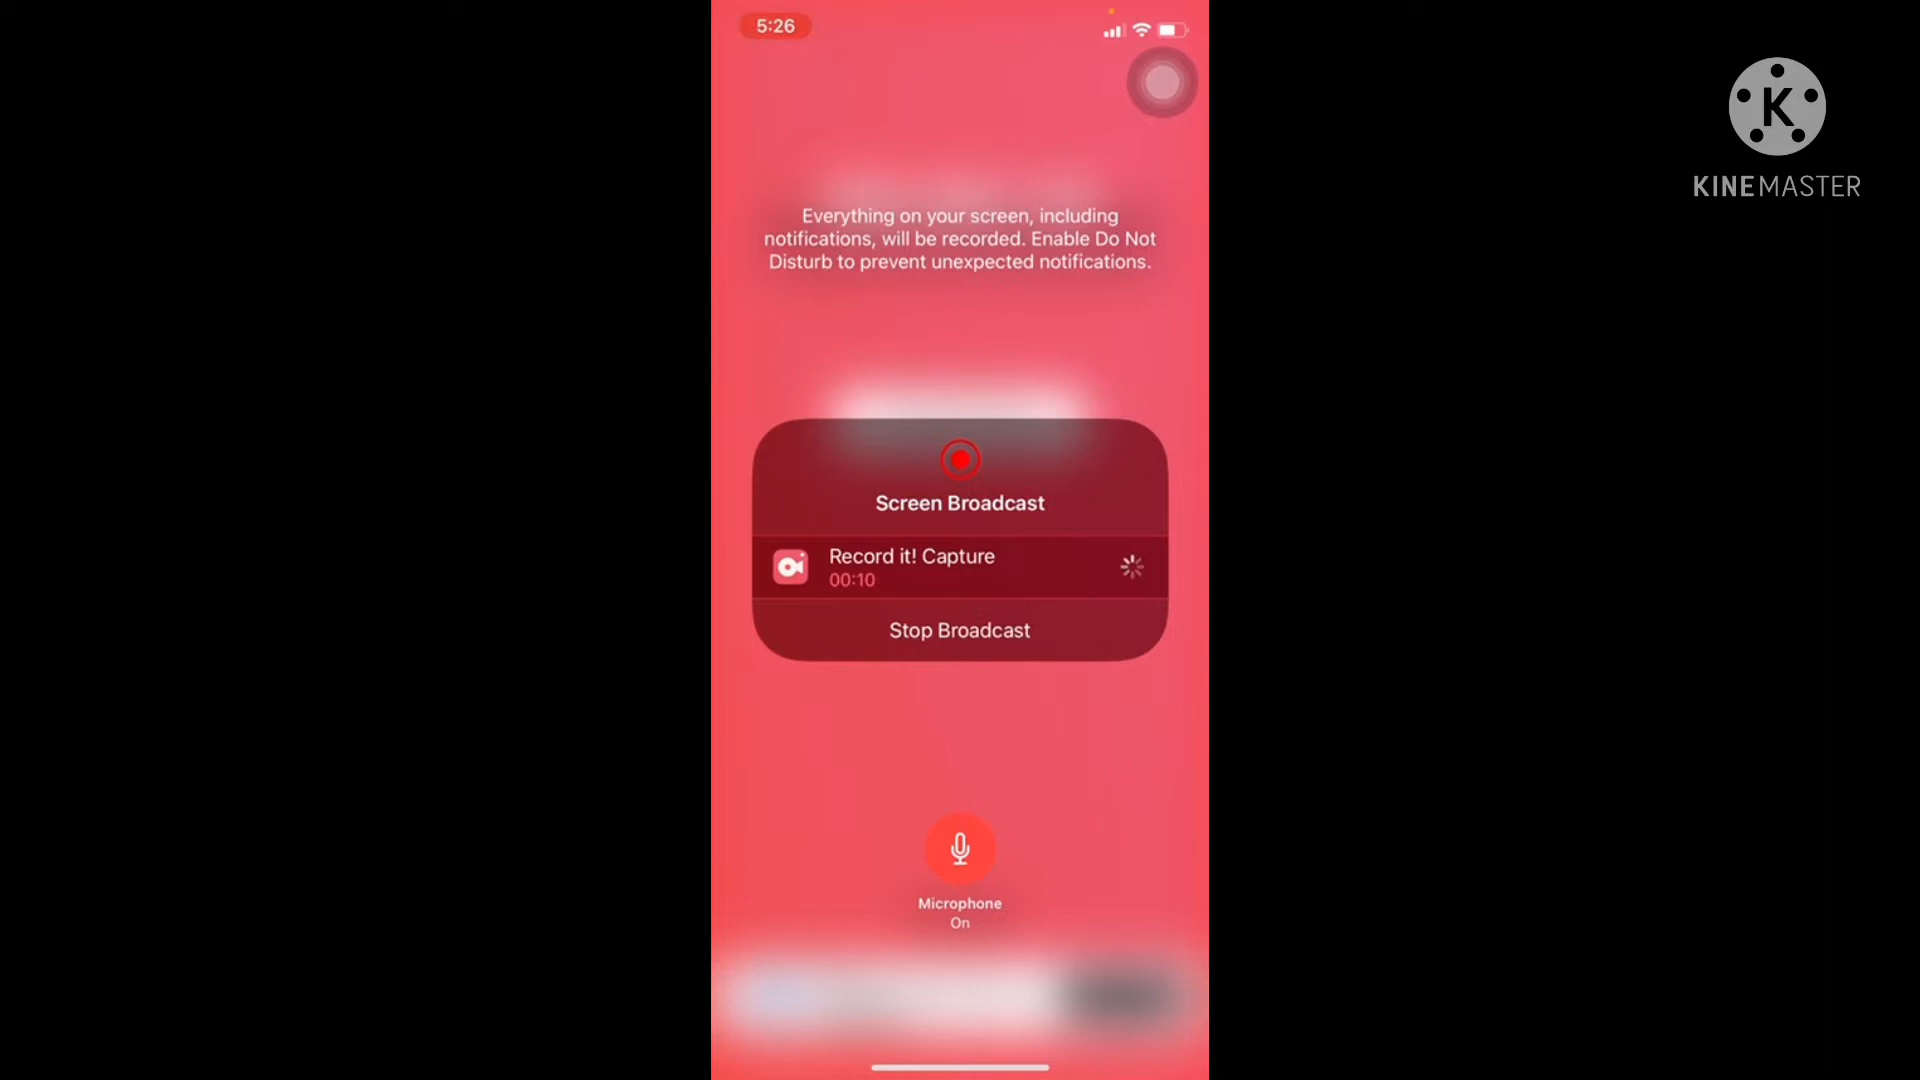 5:26
K
KINEMASTER
Everything on your screen, including
notifications, will be recorded. Enable Do Not
Disturb to prevent unexpected notifications.
Screen Broadcast
Record it! Capture
00:10
Stop Broadcast
Microphone
On